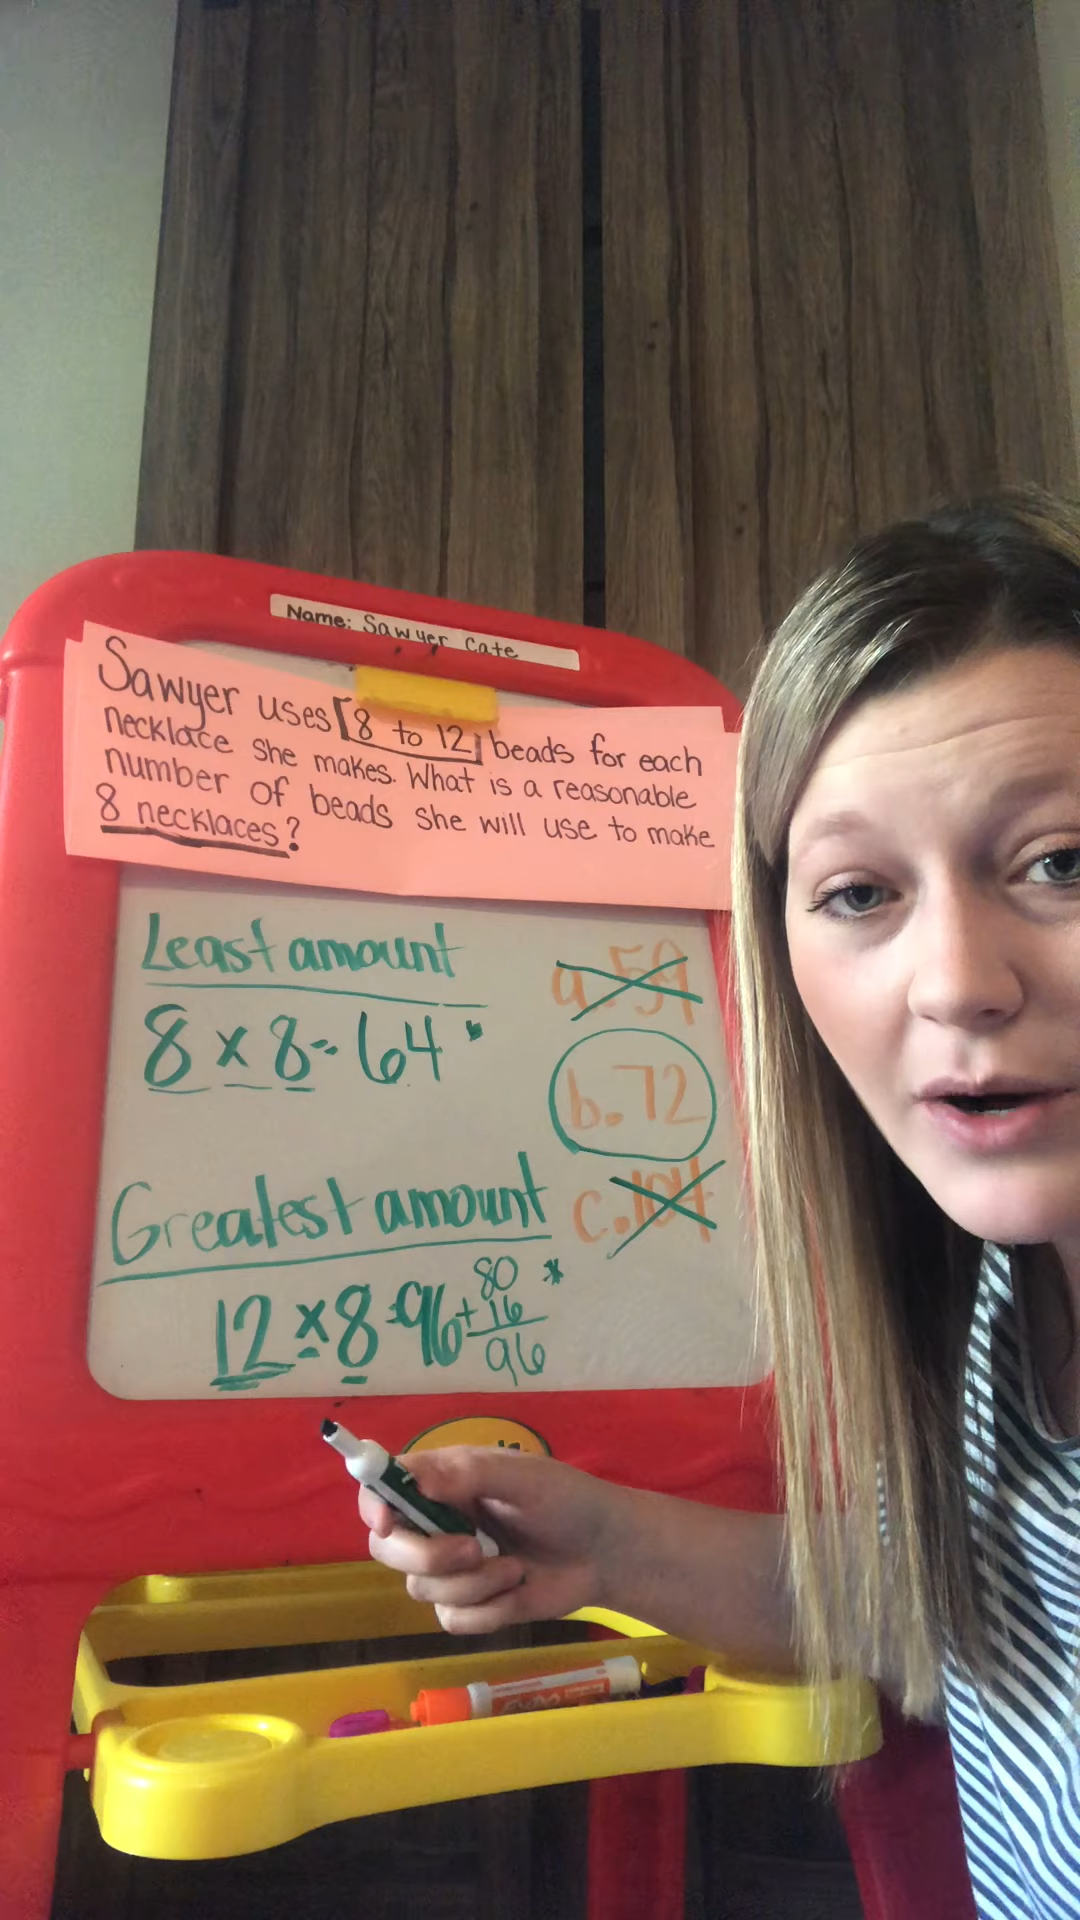 Name: Sawyer Cate
Sawyer uses [8 to 12] beads for each
necklace she makes. What is a reasonable
number of beads she will use to make
8 necklaces?
Least amount
8 x 8 = 64
a. 59
b. 72
c. 104
Greatest amount
12 x 8 = 96
80
+ 16
96